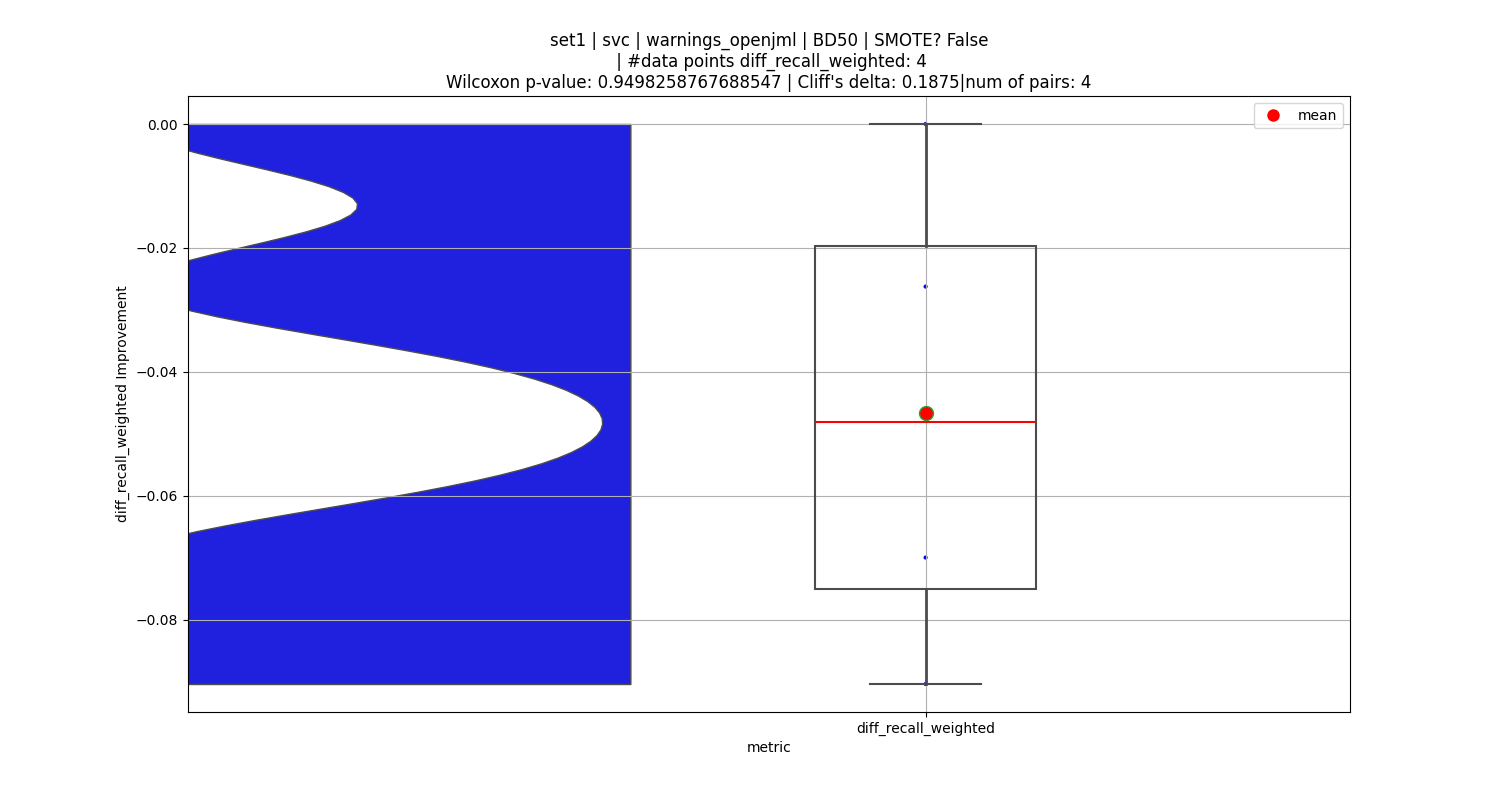 set1 | svc | warnings_openjml | BD50 | SMOTE? False
| #data points diff_recall_weighted: 4
Wilcoxon p-value: 0.9498258767688547 | Cliff's delta: 0.1875|num of pairs: 4
mean
0.00
−0.02
−0.04
−0.06
−0.08
diff_recall_weighted Improvement
diff_recall_weighted
metric